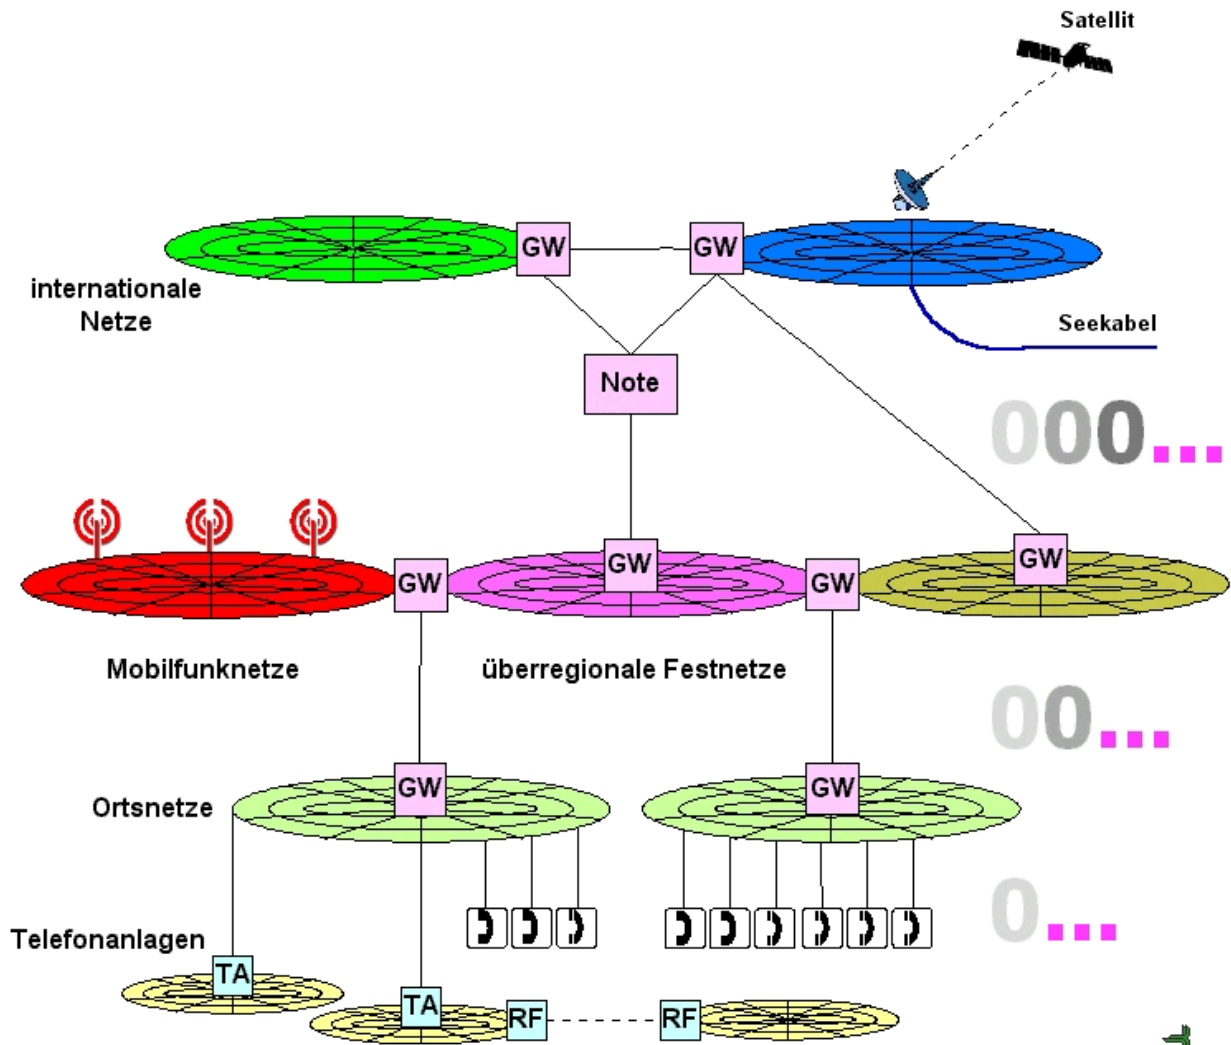 Satellit
GW
GW
internationale
Netze
Seekabel
Note
000...
GW
GW
GW
GW
Mobilfunknetze
überregionale Festnetze
00...
GW
GW
Ortsnetze
0...
Telefonanlagen
TA
TA
RF
RF